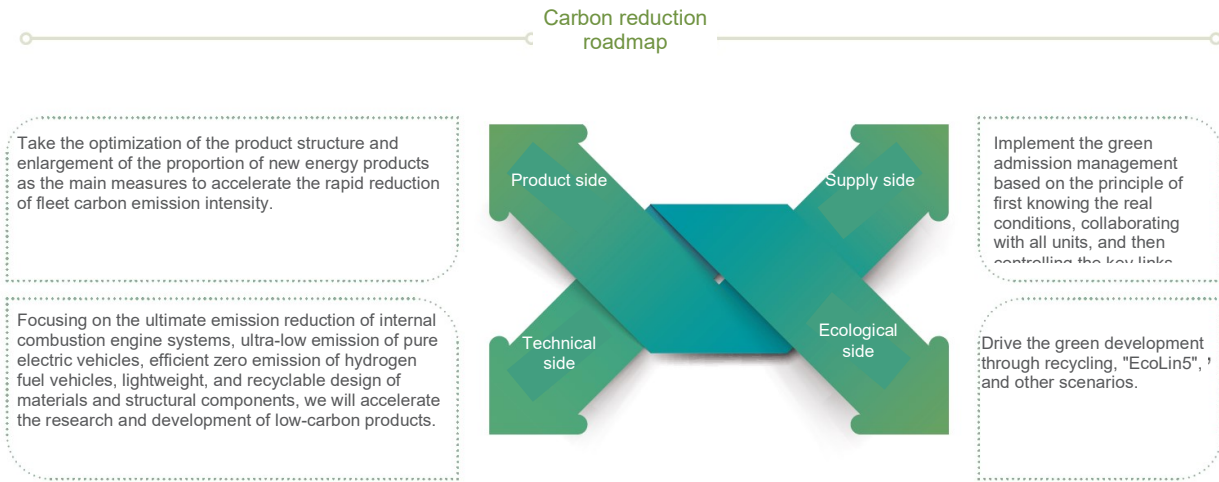 Carbon reduction
roadmap
Take the optimization of the product structure and
enlargement of the proportion of new energy products
as the main measures to accelerate the rapid reduction
of fleet carbon emission intensity.
Product side
Supply side
Implement the green
admission management
based on the principle of
first knowing the real
conditions, collaborating
with all units, and then
controlling the key links
Focusing on the ultimate emission reduction of internal
combustion engine systems, ultra-low emission of pure
electric vehicles, efficient zero emission of hydrogen
fuel vehicles, lightweight, and recyclable design of
materials and structural components, we will accelerate
the research and development of low-carbon products.
Technical
side
Ecological
side
Drive the green development
through recycling, "EcoLin5", ’
and other scenarios.